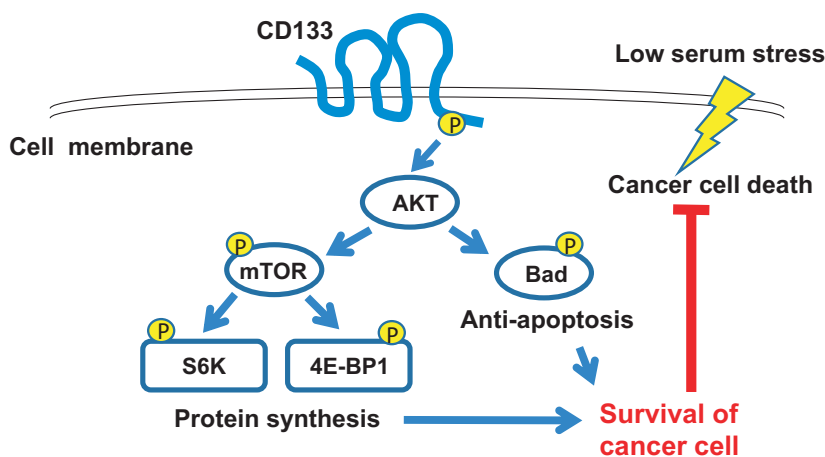 CD133
Low serum stress
P
Cell membrane
Cancer cell death
AKT
P
mTOR
P
Bad
Anti-apoptosis
P
S6K
P
4E-BP1
Protein synthesis
Survival of
cancer cell